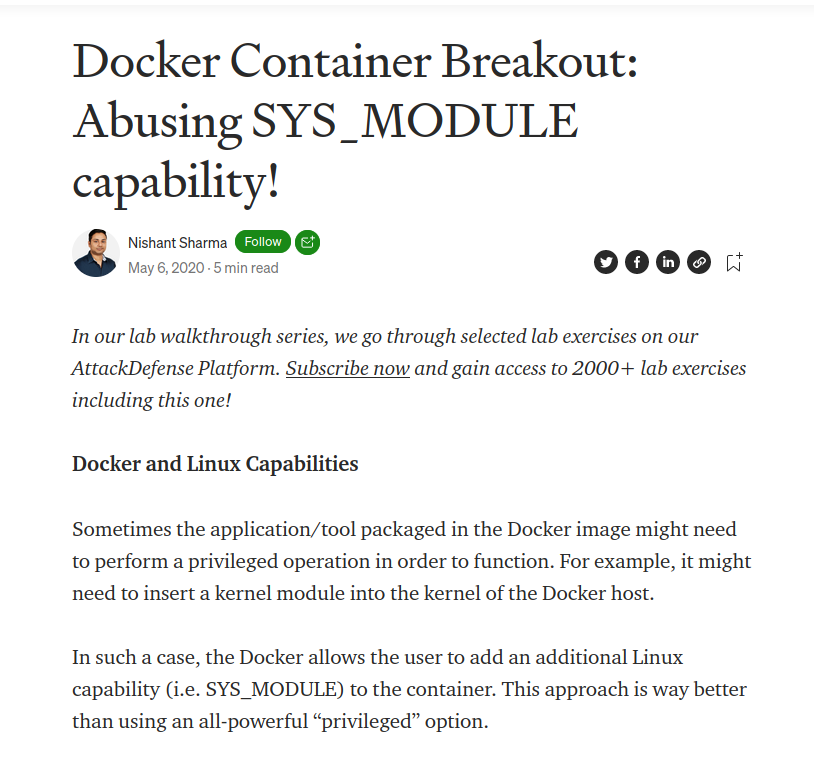 Docker Container Breakout:
Abusing SYS_MODULE
capability!
Nishant Sharma Follow
May 6, 2020 · 5 min read
In our lab walkthrough series, we go through selected lab exercises on our
AttackDefense Platform. Subscribe now and gain access to 2000+ lab exercises
including this one!
Docker and Linux Capabilities
Sometimes the application/tool packaged in the Docker image might need
to perform a privileged operation in order to function. For example, it might
need to insert a kernel module into the kernel of the Docker host.
In such a case, the Docker allows the user to add an additional Linux
capability (i.e. SYS_MODULE) to the container. This approach is way better
than using an all-powerful “privileged” option.